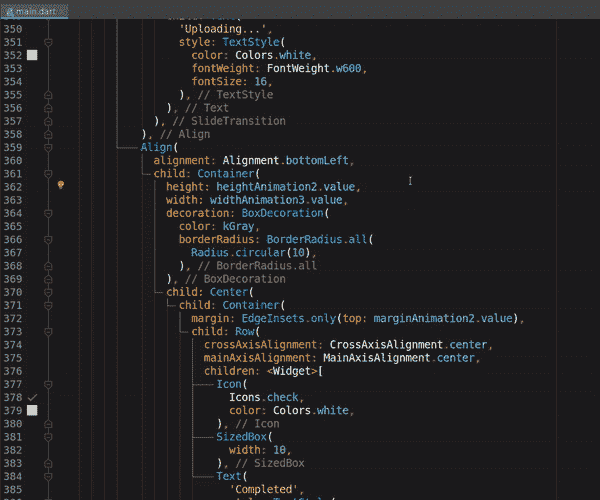 main.dart
350 'Uploading...',
351 style: TextStyle(
352 color: Colors.white,
353 fontWeight: FontWeight.w600,
354 fontSize: 16,
355 ), // TextStyle
356 ), // Text
357 ), // SlideTransition
358 ), // Align
359 Align(
360 alignment: Alignment.bottomLeft,
361 child: Container(
362 height: heightAnimation2.value,
363 width: widthAnimation3.value,
364 decoration: BoxDecoration(
365 color: kGray,
366 borderRadius: BorderRadius.all(
367 Radius.circular(10),
368 ), // BorderRadius.all
369 ), // BoxDecoration
370 child: Center(
371 child: Container(
372 margin: EdgeInsets.only(top: marginAnimation2.value),
373 child: Row(
374 crossAxisAlignment: CrossAxisAlignment.center,
375 mainAxisAlignment: MainAxisAlignment.center,
376 children: <Widget>[
377 Icon(
378 Icons.check,
379 color: Colors.white,
380 ), // Icon
381 SizedBox(
382 width: 10,
383 ), // SizedBox
384 Text(
385 'Completed',